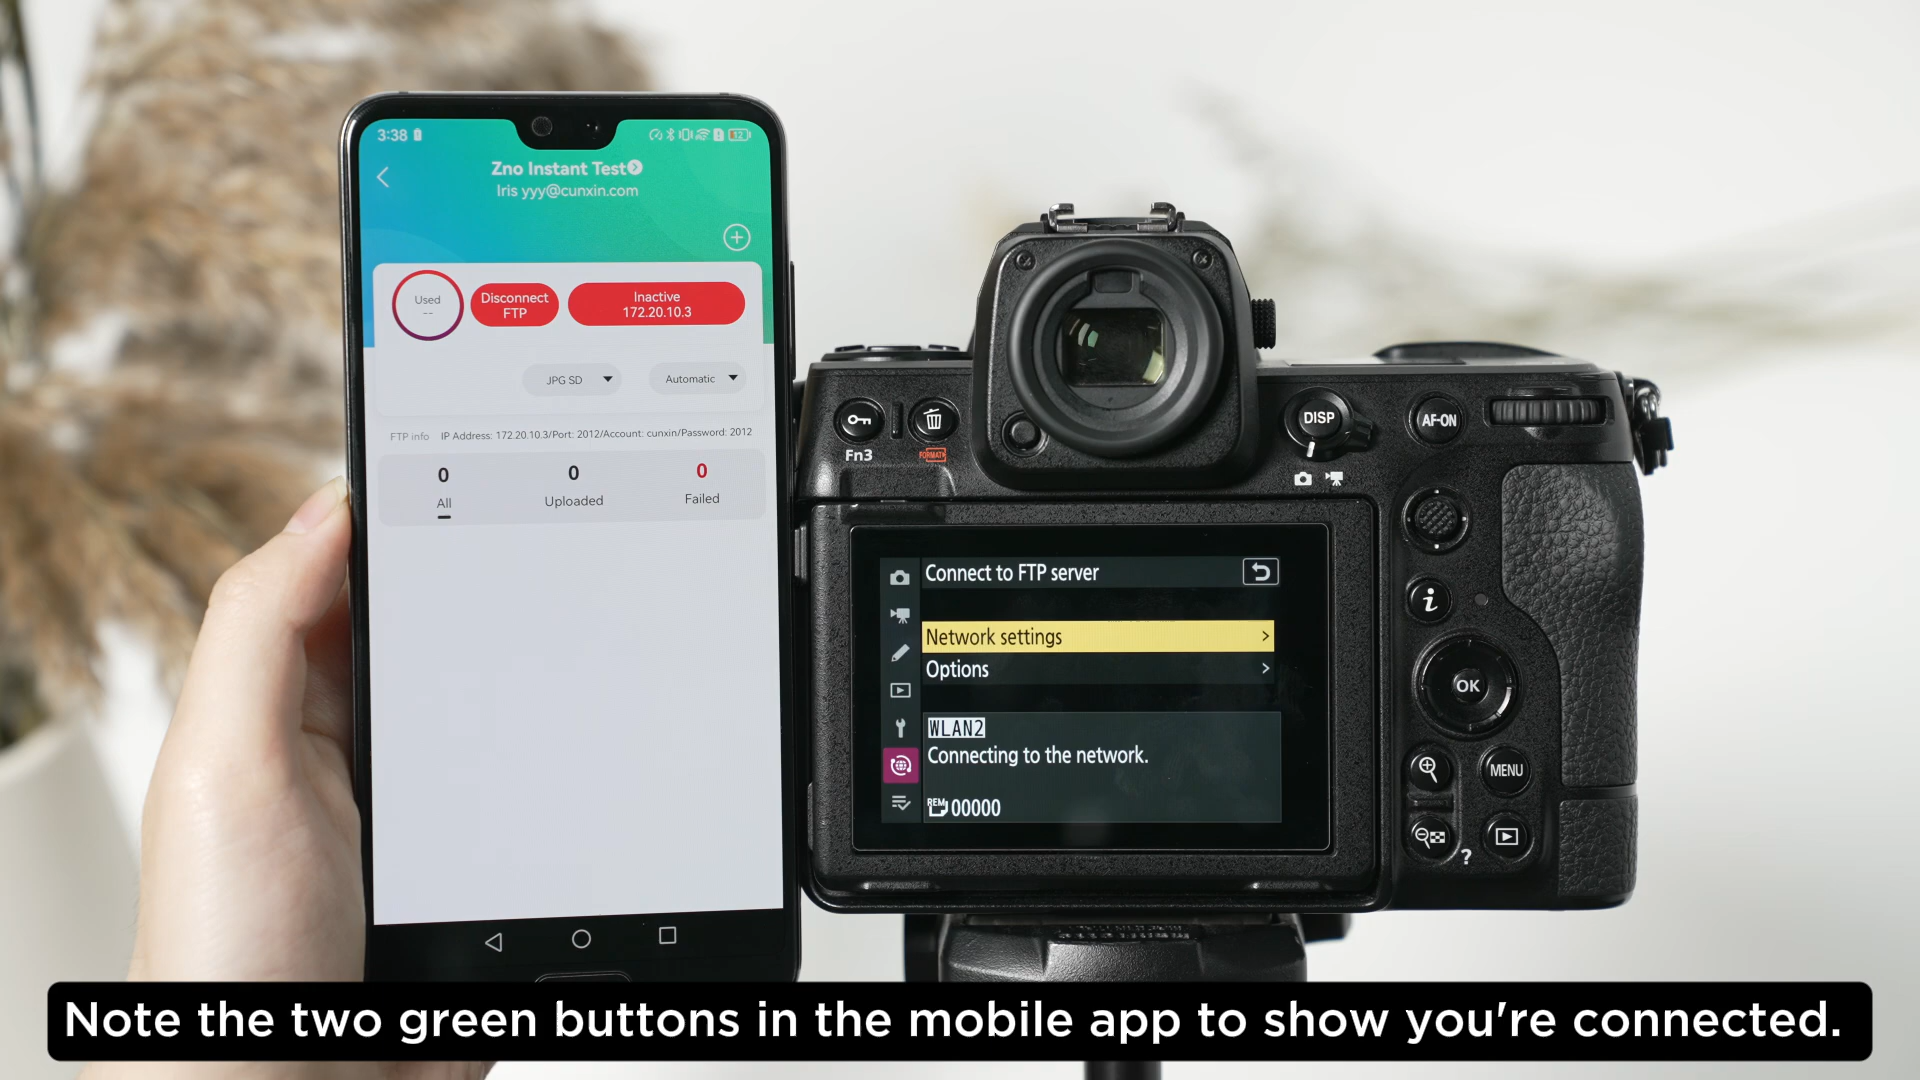 3:38
Zno Instant Test
Iris yyy@cunxin.com
Used
--
Disconnect
FTP
Inactive
172.20.10.3
JPG SD
Automatic
FTP info IP Address: 172.20.10.3/Port: 2012/Account: cunxin/Password: 2012
0
All
0
Uploaded
0
Failed
Fn3
FORMAT
DISP
AF-ON
i
OK
MENU
?
Connect to FTP server
Network settings
Options
WLAN2
Connecting to the network.
REM 00000
Note the two green buttons in the mobile app to show you're connected.